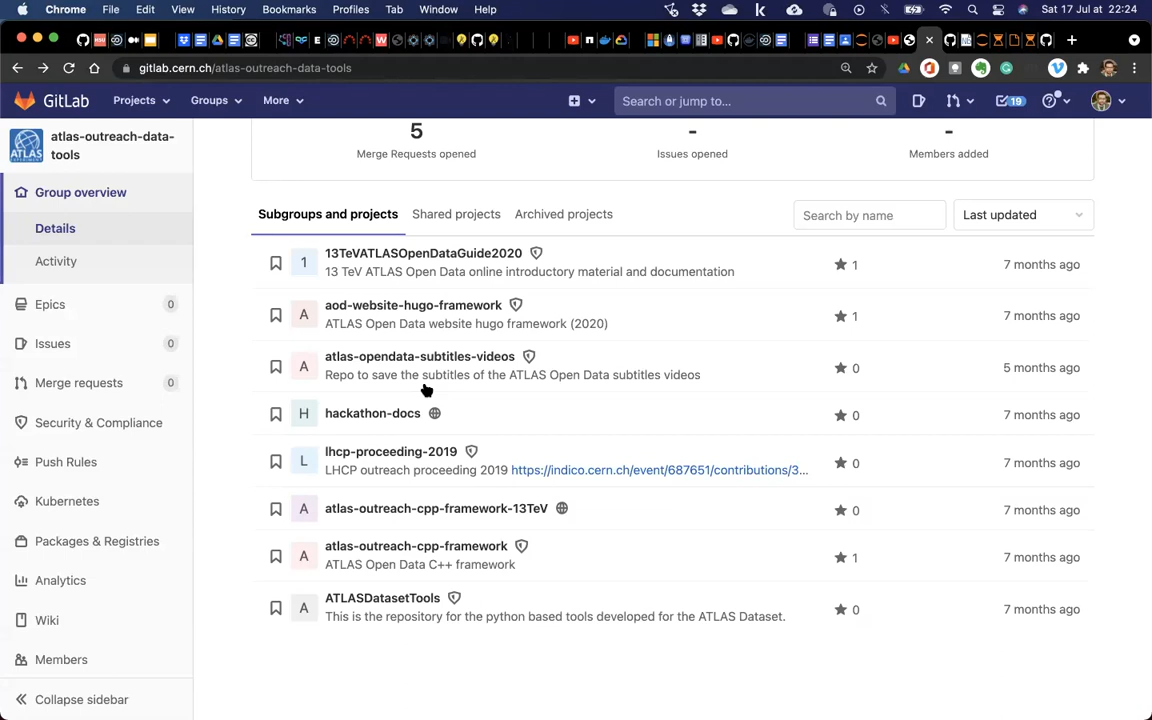 Chrome File Edit View History Bookmarks Profiles Tab Window Help Sat 17 Jul at 22:24
gitlab.cern.ch/atlas-outreach-data-tools
GitLab Projects Groups More Search or jump to... 19
atlas-outreach-data-
tools
Group overview
Details
Activity
Epics 0
Issues 0
Merge requests 0
Security & Compliance
Push Rules
Kubernetes
Packages & Registries
Analytics
Wiki
Members
Collapse sidebar
5 - -
Merge Requests opened Issues opened Members added
Subgroups and projects Shared projects Archived projects Search by name Last updated
1 13TeVATLASOpenDataGuide2020 1 7 months ago
13 TeV ATLAS Open Data online introductory material and documentation
A aod-website-hugo-framework 1 7 months ago
ATLAS Open Data website hugo framework (2020)
A atlas-opendata-subtitles-videos 0 5 months ago
Repo to save the subtitles of the ATLAS Open Data subtitles videos
H hackathon-docs 0 7 months ago
L lhcp-proceeding-2019 0 7 months ago
LHCP outreach proceeding 2019 https://indico.cern.ch/event/687651/contributions/3...
A atlas-outreach-cpp-framework-13TeV 0 7 months ago
A atlas-outreach-cpp-framework 1 7 months ago
ATLAS Open Data C++ framework
A ATLASDatasetTools 0 7 months ago
This is the repository for the python based tools developed for the ATLAS Dataset.